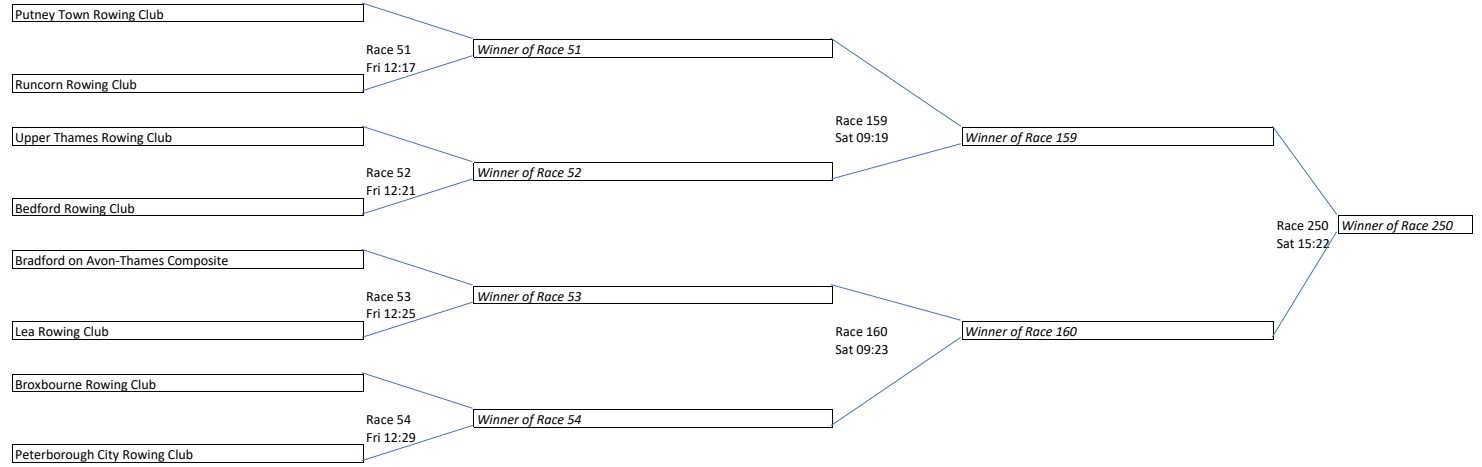 Putney Town Rowing Club
Race 51
Fri 12:17
Winner of Race 51
Runcorn Rowing Club
Upper Thames Rowing Club
Race 52
Fri 12:21
Winner of Race 52
Bedford Rowing Club
Race 159
Sat 09:19
Winner of Race 159
Bradford on Avon-Thames Composite
Race 53
Fri 12:25
Winner of Race 53
Lea Rowing Club
Broxbourne Rowing Club
Race 54
Fri 12:29
Winner of Race 54
Peterborough City Rowing Club
Race 160
Sat 09:23
Winner of Race 160
Race 250
Sat 15:22
Winner of Race 250